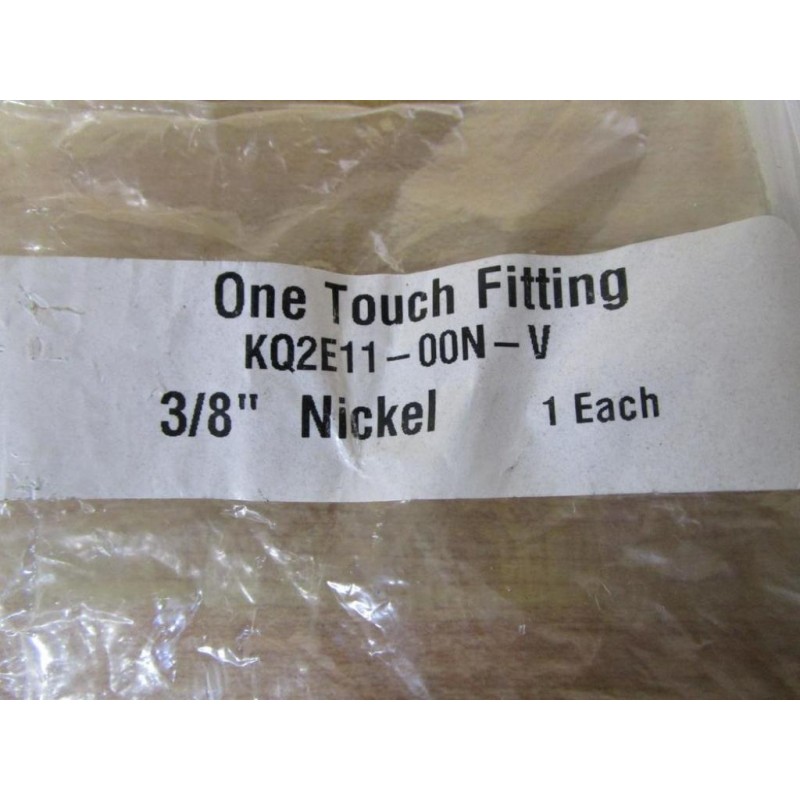 One Touch Fitting
KQ2E11-00N-V
3/8" Nickel 1 Each